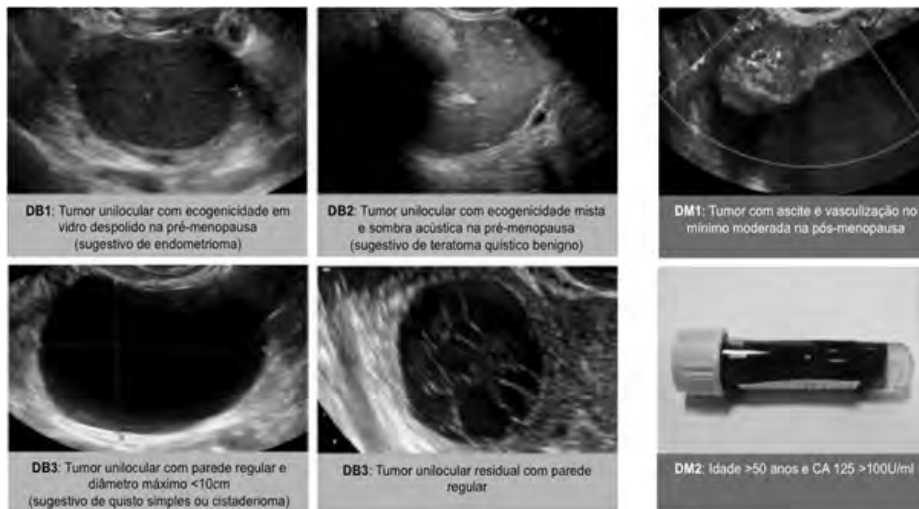 DB1: Tumor unilocular com ecogenicidade em
vidro despolido na pré-menopausa
(sugestivo de endometrioma)
DB2: Tumor unilocular com ecogenicidade mista
e sombra acústica na pré-menopausa
(sugestivo de teratoma quístico benigno)
DM1: Tumor com ascite e vasculização no
mínimo moderada na pós-menopausa
DB3: Tumor unilocular com parede regular e
diâmetro máximo <10cm
(sugestivo de quisto simples ou cistadenoma)
DB3: Tumor unilocular residual com parede
regular
DM2: Idade >50 anos e CA 125 >100U/ml